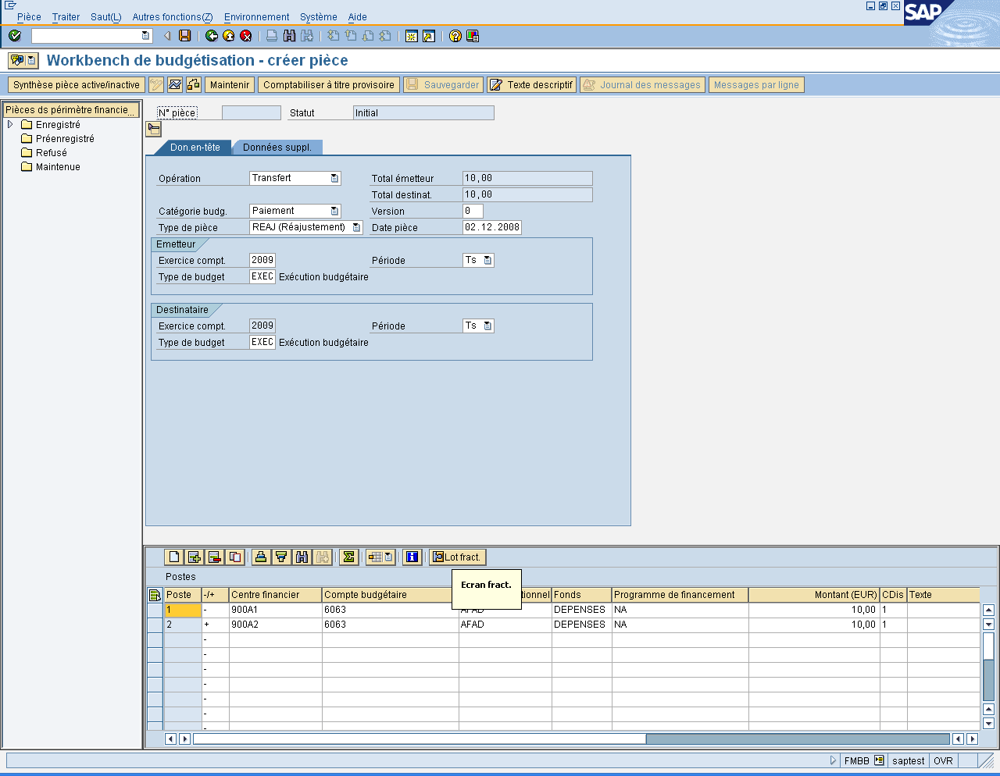 Pièce Traiter Saut(L) Autres fonctions(Z) Environnement Système Aide
SAP
Workbench de budgétisation - créer pièce
Synthèse pièce active/inactive Maintenir Comptabiliser à titre provisoire Sauvegarder Texte descriptif Journal des messages Messages par ligne
Pièces ds périmètre financie...
Enregistré
Préenregistré
Refusé
Maintenue
N° pièce Statut Initial
Don.en-tête Données suppl.
Opération Transfert Total émetteur 10,00
Total destinat. 10,00
Catégorie budg. Paiement Version 0
Type de pièce REAJ (Réajustement) Date pièce 02.12.2008
Emetteur
Exercice compt. 2009 Période Ts
Type de budget EXEC Exécution budgétaire
Destinataire
Exercice compt. 2009 Période Ts
Type de budget EXEC Exécution budgétaire
Lot fract.
Postes
Ecran fract.
Poste -/+ Centre financier Compte budgétaire tionnel Fonds Programme de financement Montant (EUR) CDis Texte
1 - 900A1 6063 AFAD DEPENSES NA 10,00 1
2 + 900A2 6063 AFAD DEPENSES NA 10,00 1
-
-
-
-
-
-
-
FMBB saptest OVR